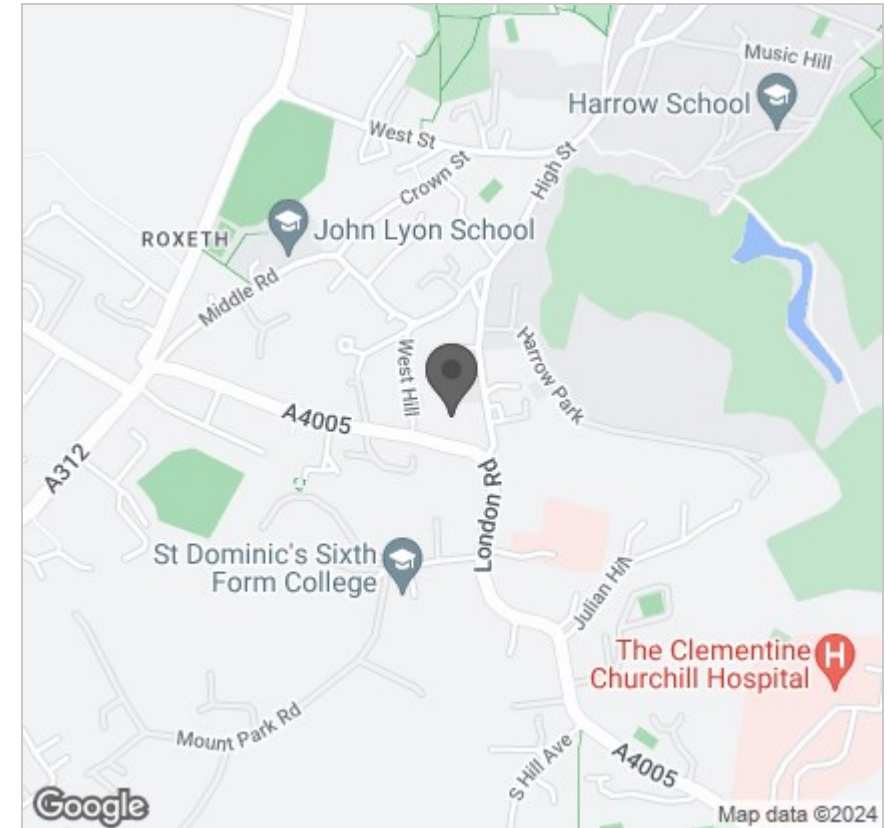 Music Hill
Harrow School
West St
Crown St
High St
ROXETH
John Lyon School
Middle Rd
West Hill
Harrow Park
A4005
A312
London Rd
St Dominic's Sixth
Form College
Julian Hill
The Clementine
Churchill Hospital
H
Mount Park Rd
S Hill Ave
A4005
Google
Map data ©2024